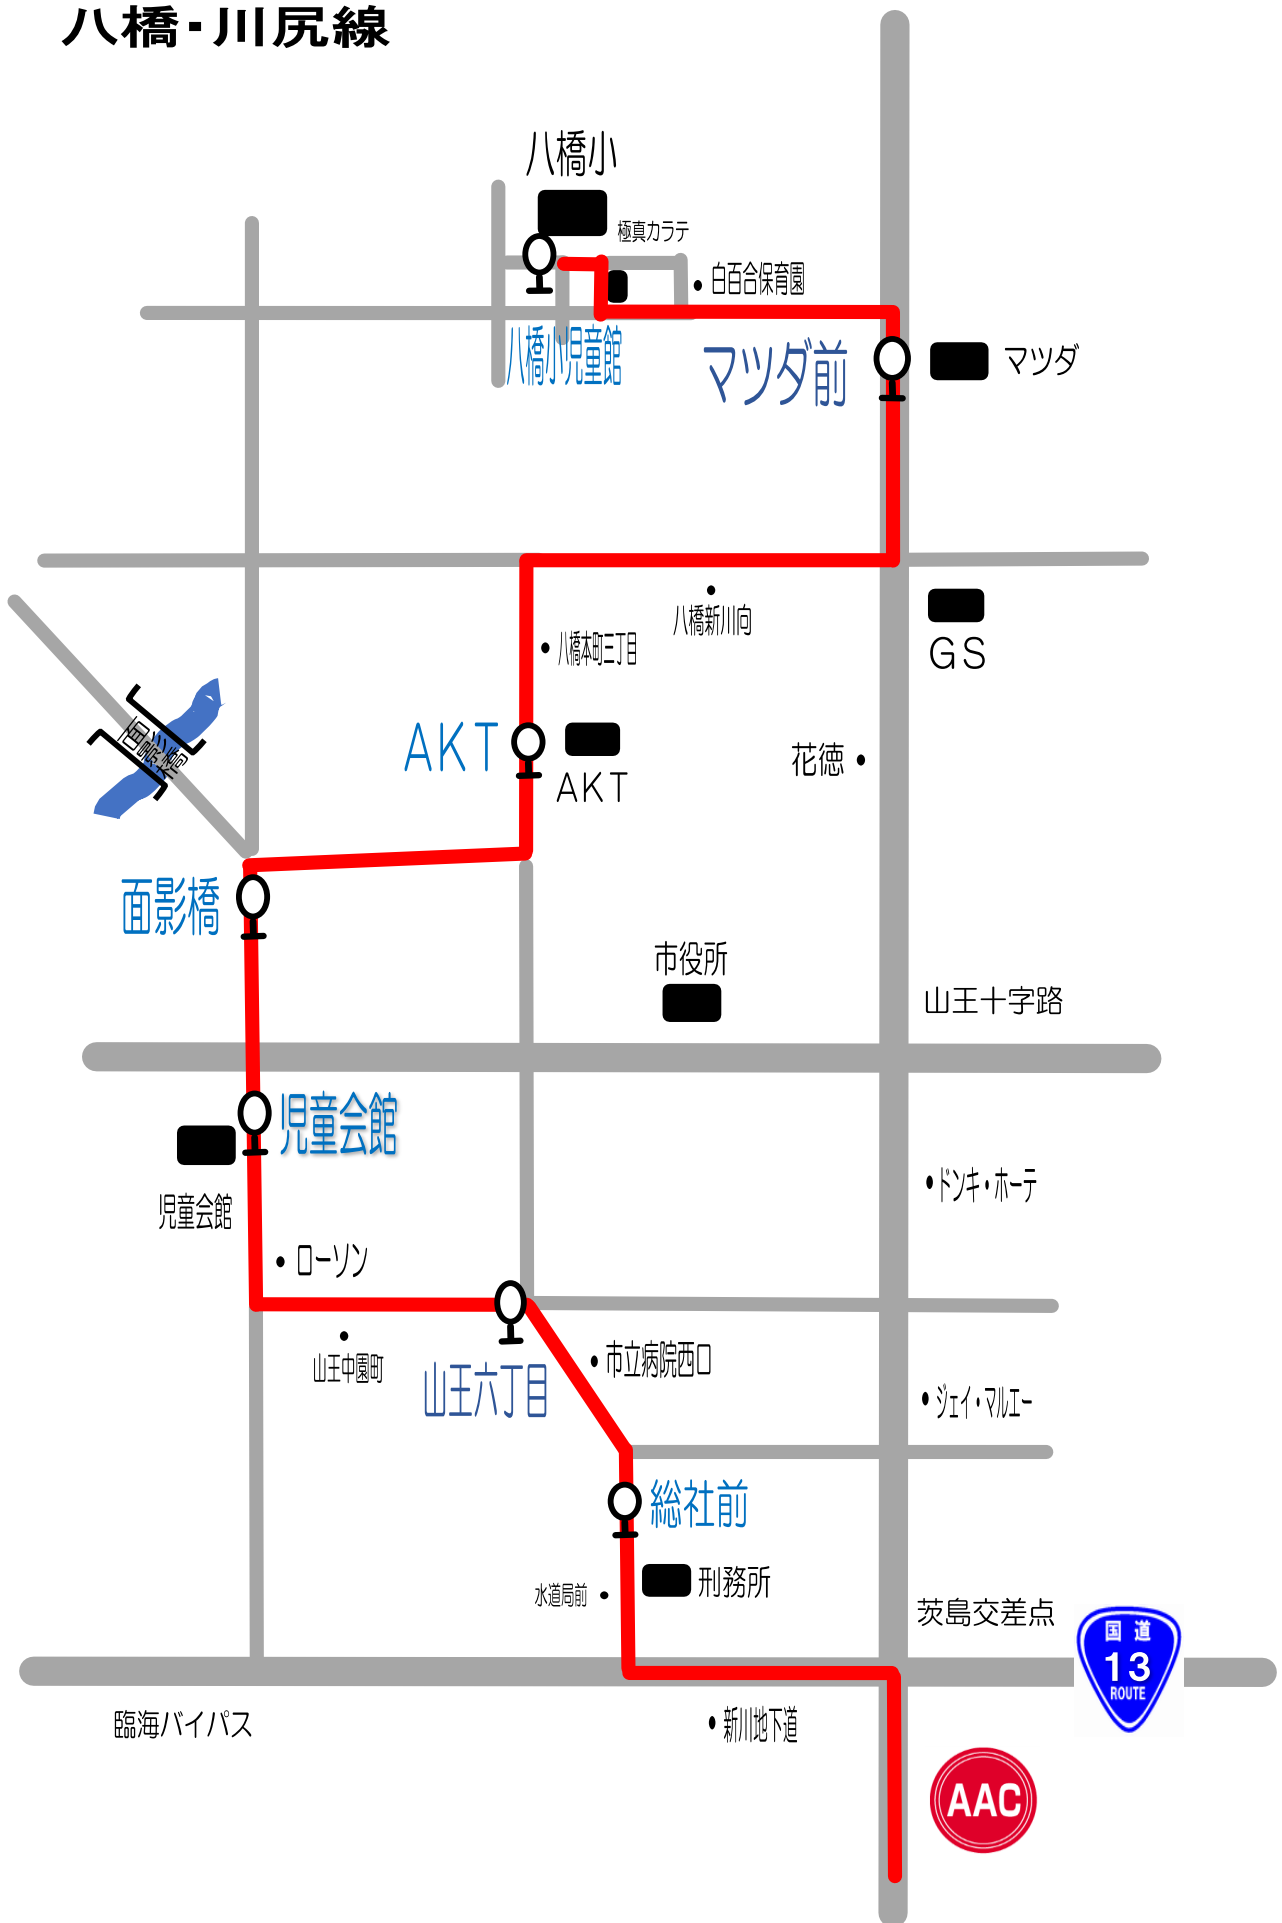 八橋・川尻線
八橋小
極真カラテ
白百合保育園
八橋小児童館
マツダ前
マツダ
八橋新川向
八橋本町三丁目
GS
面影橋
AKT
AKT
花徳
面影橋
市役所
山王十字路
児童会館
児童会館
ドンキ・ホーテ
ローソン
山王中園町
山王六丁目
市立病院西口
ジェイ・マルエー
総社前
水道局前
刑務所
茨島交差点
国道
13
ROUTE
臨海バイパス
新川地下道
AAC